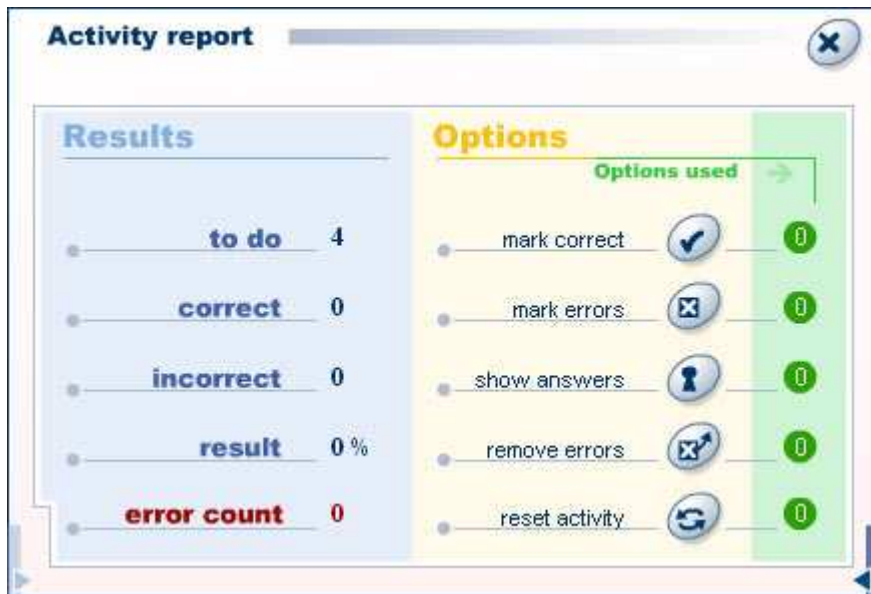 Activity report
Results
to do 4
correct 0
incorrect 0
result 0 %
error count 0
Options
Options used
mark correct 0
mark errors 0
show answers 0
remove errors 0
reset activity 0